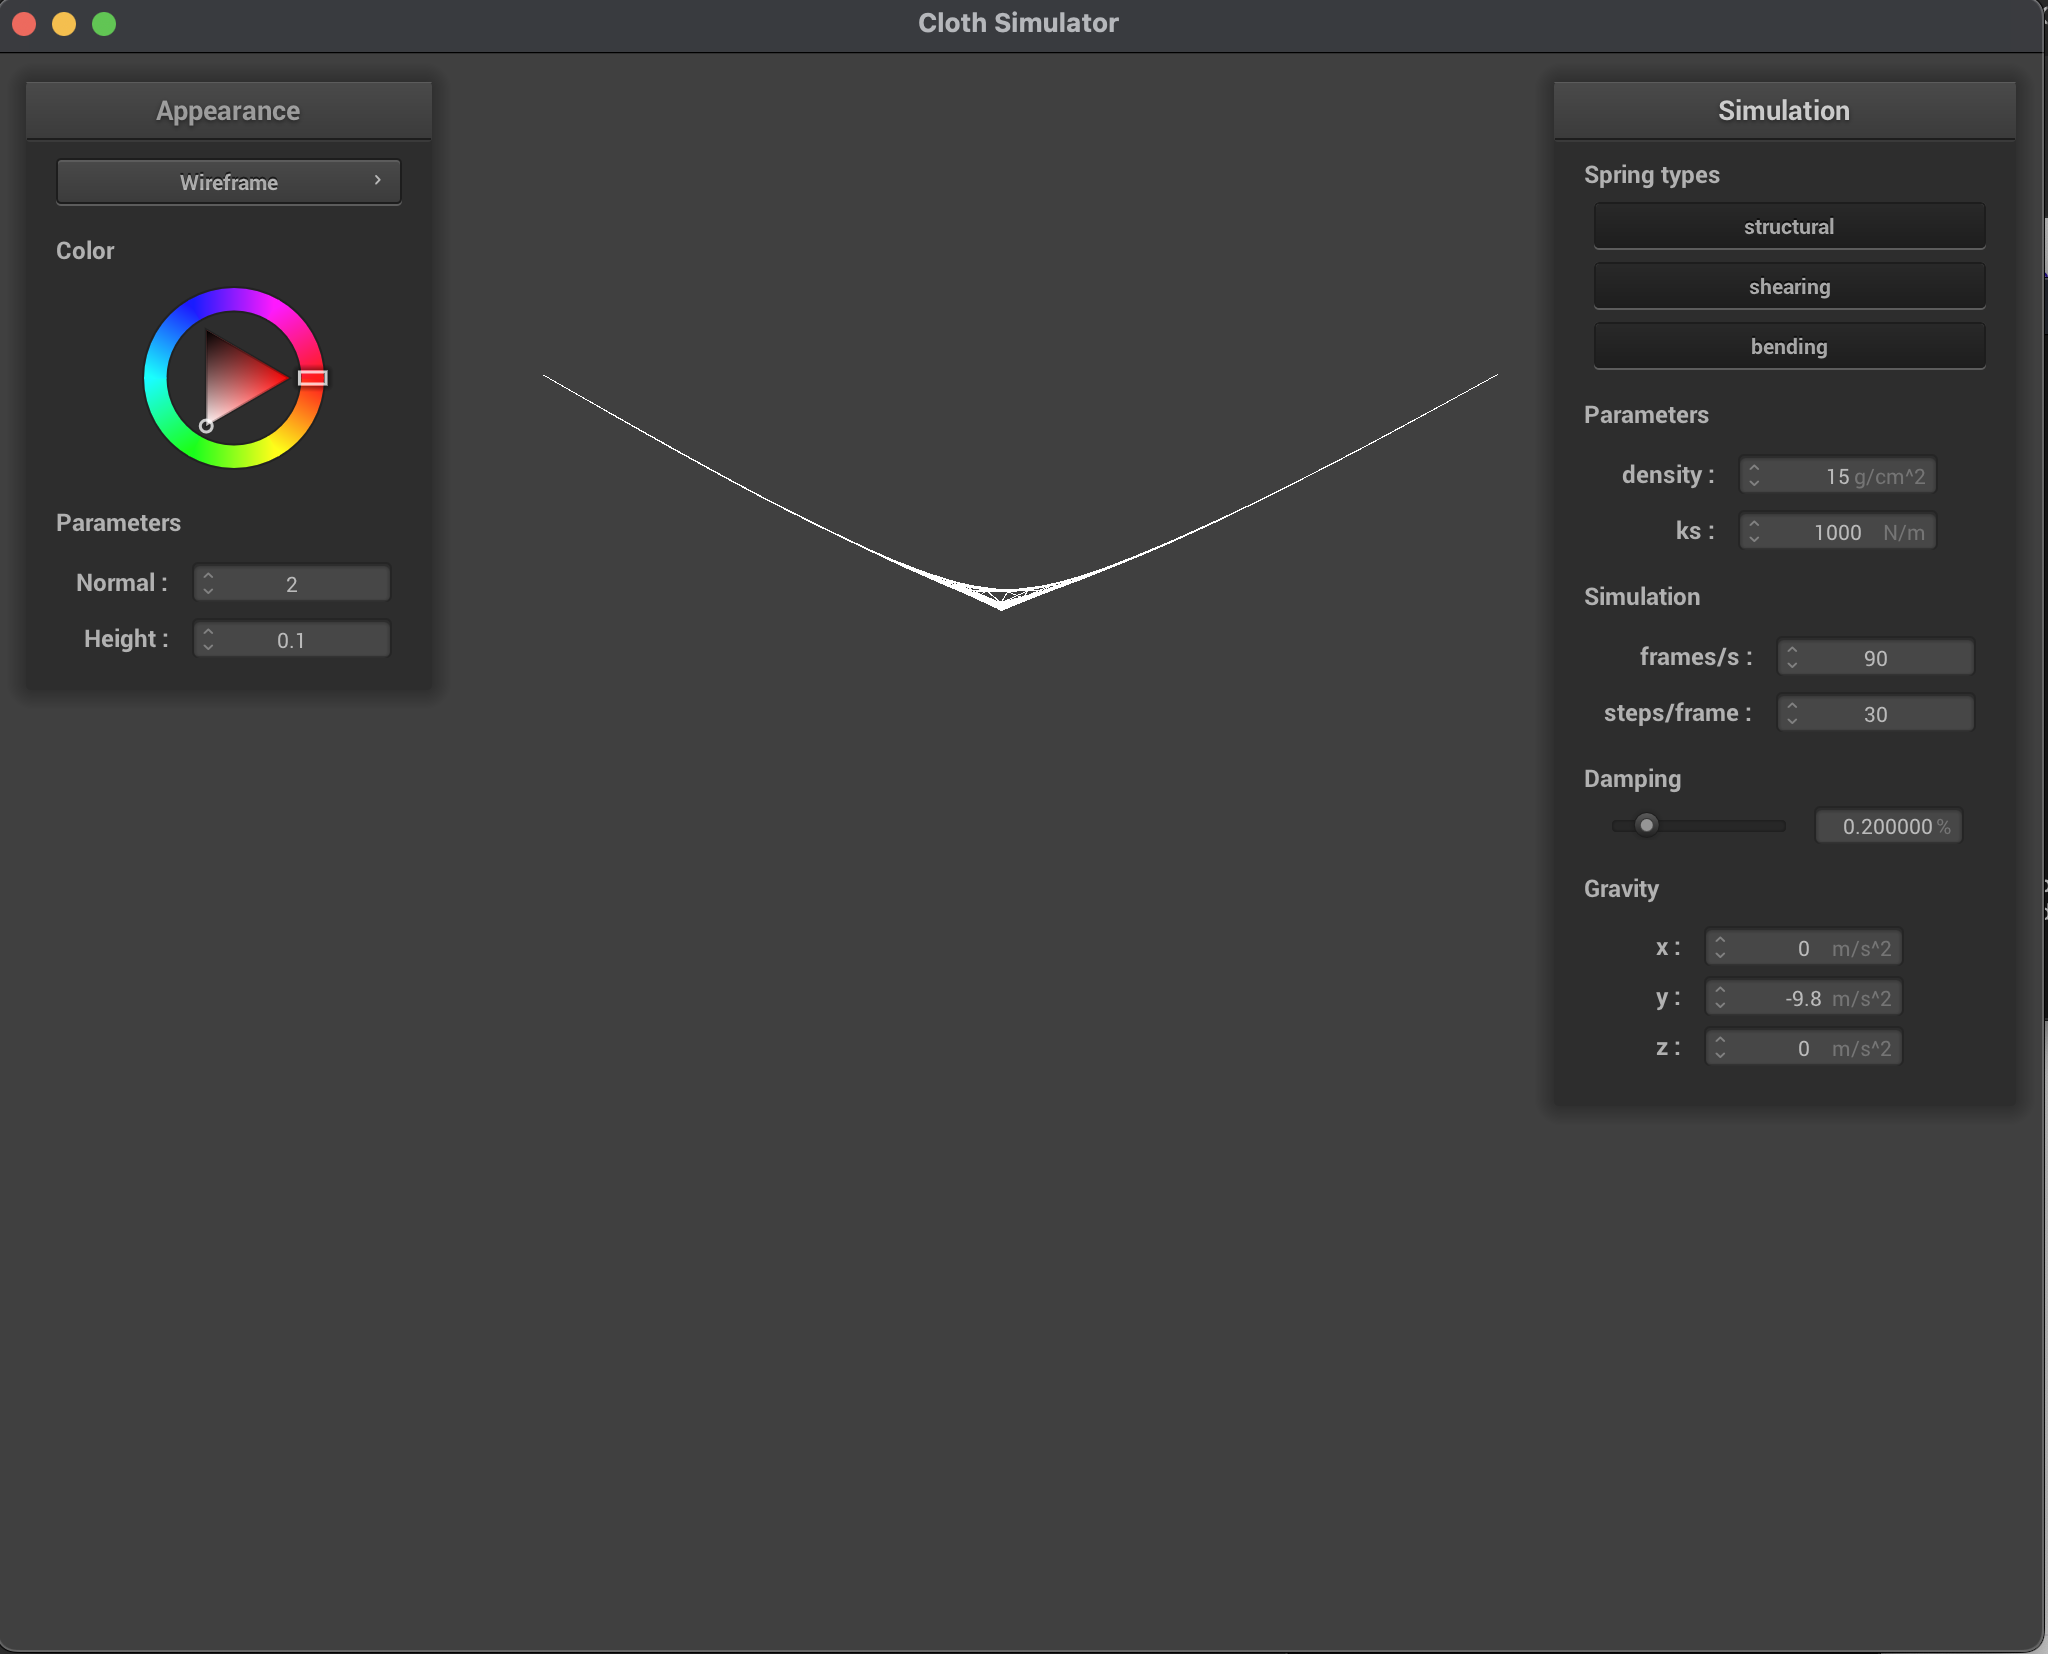 Cloth Simulator
Appearance
Wireframe
Color
Parameters
Normal : 2
Height : 0.1
Simulation
Spring types
structural
shearing
bending
Parameters
density : 15 g/cm^2
ks : 1000 N/m
Simulation
frames/s : 90
steps/frame : 30
Damping
0.200000 %
Gravity
x : 0 m/s^2
y : -9.8 m/s^2
z : 0 m/s^2